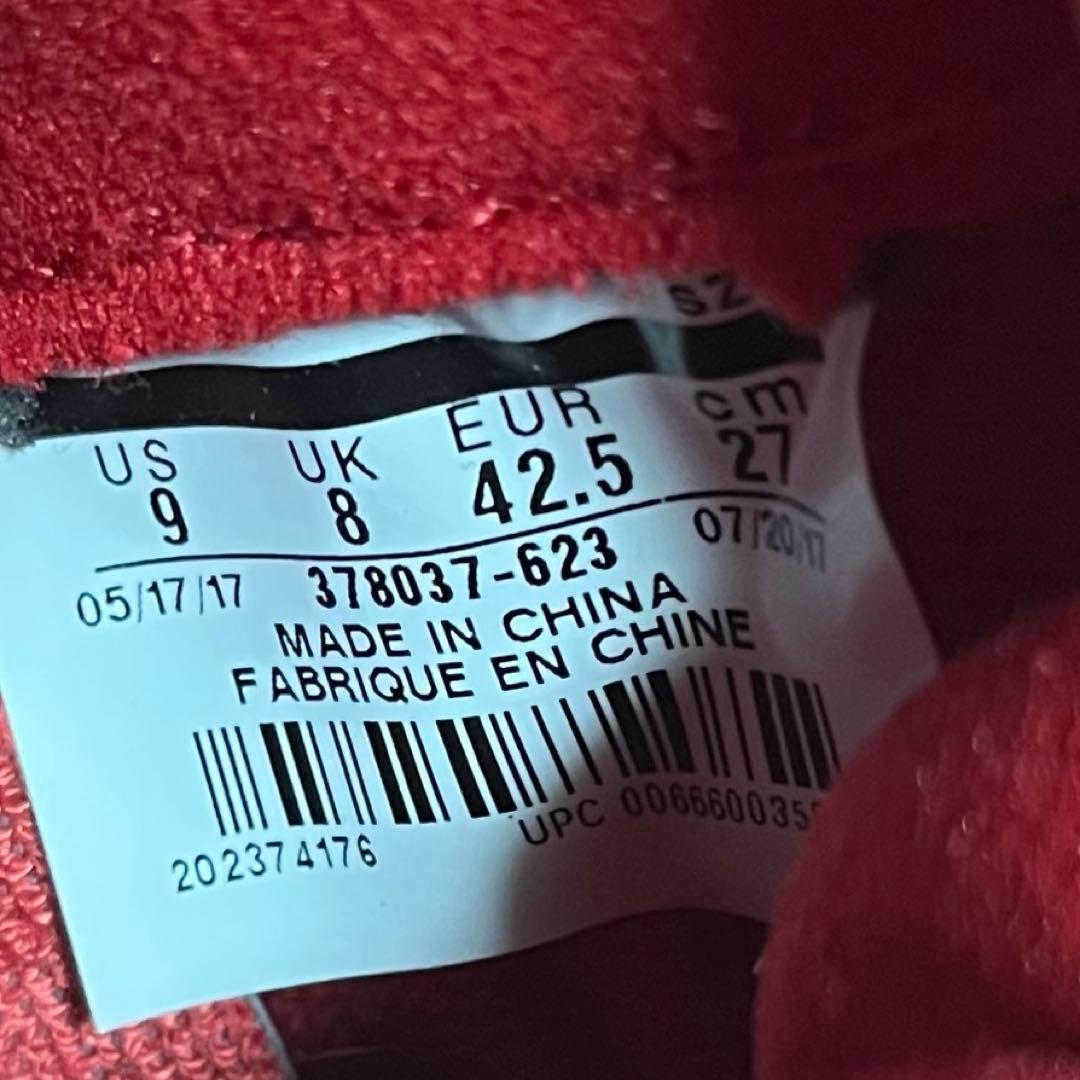 SZ
US UK EUR cm
9 8 42.5 27
05/17/17 378037-623 07/20/17
MADE IN CHINA
FABRIQUE EN CHINE
202374176 UPC 006660035